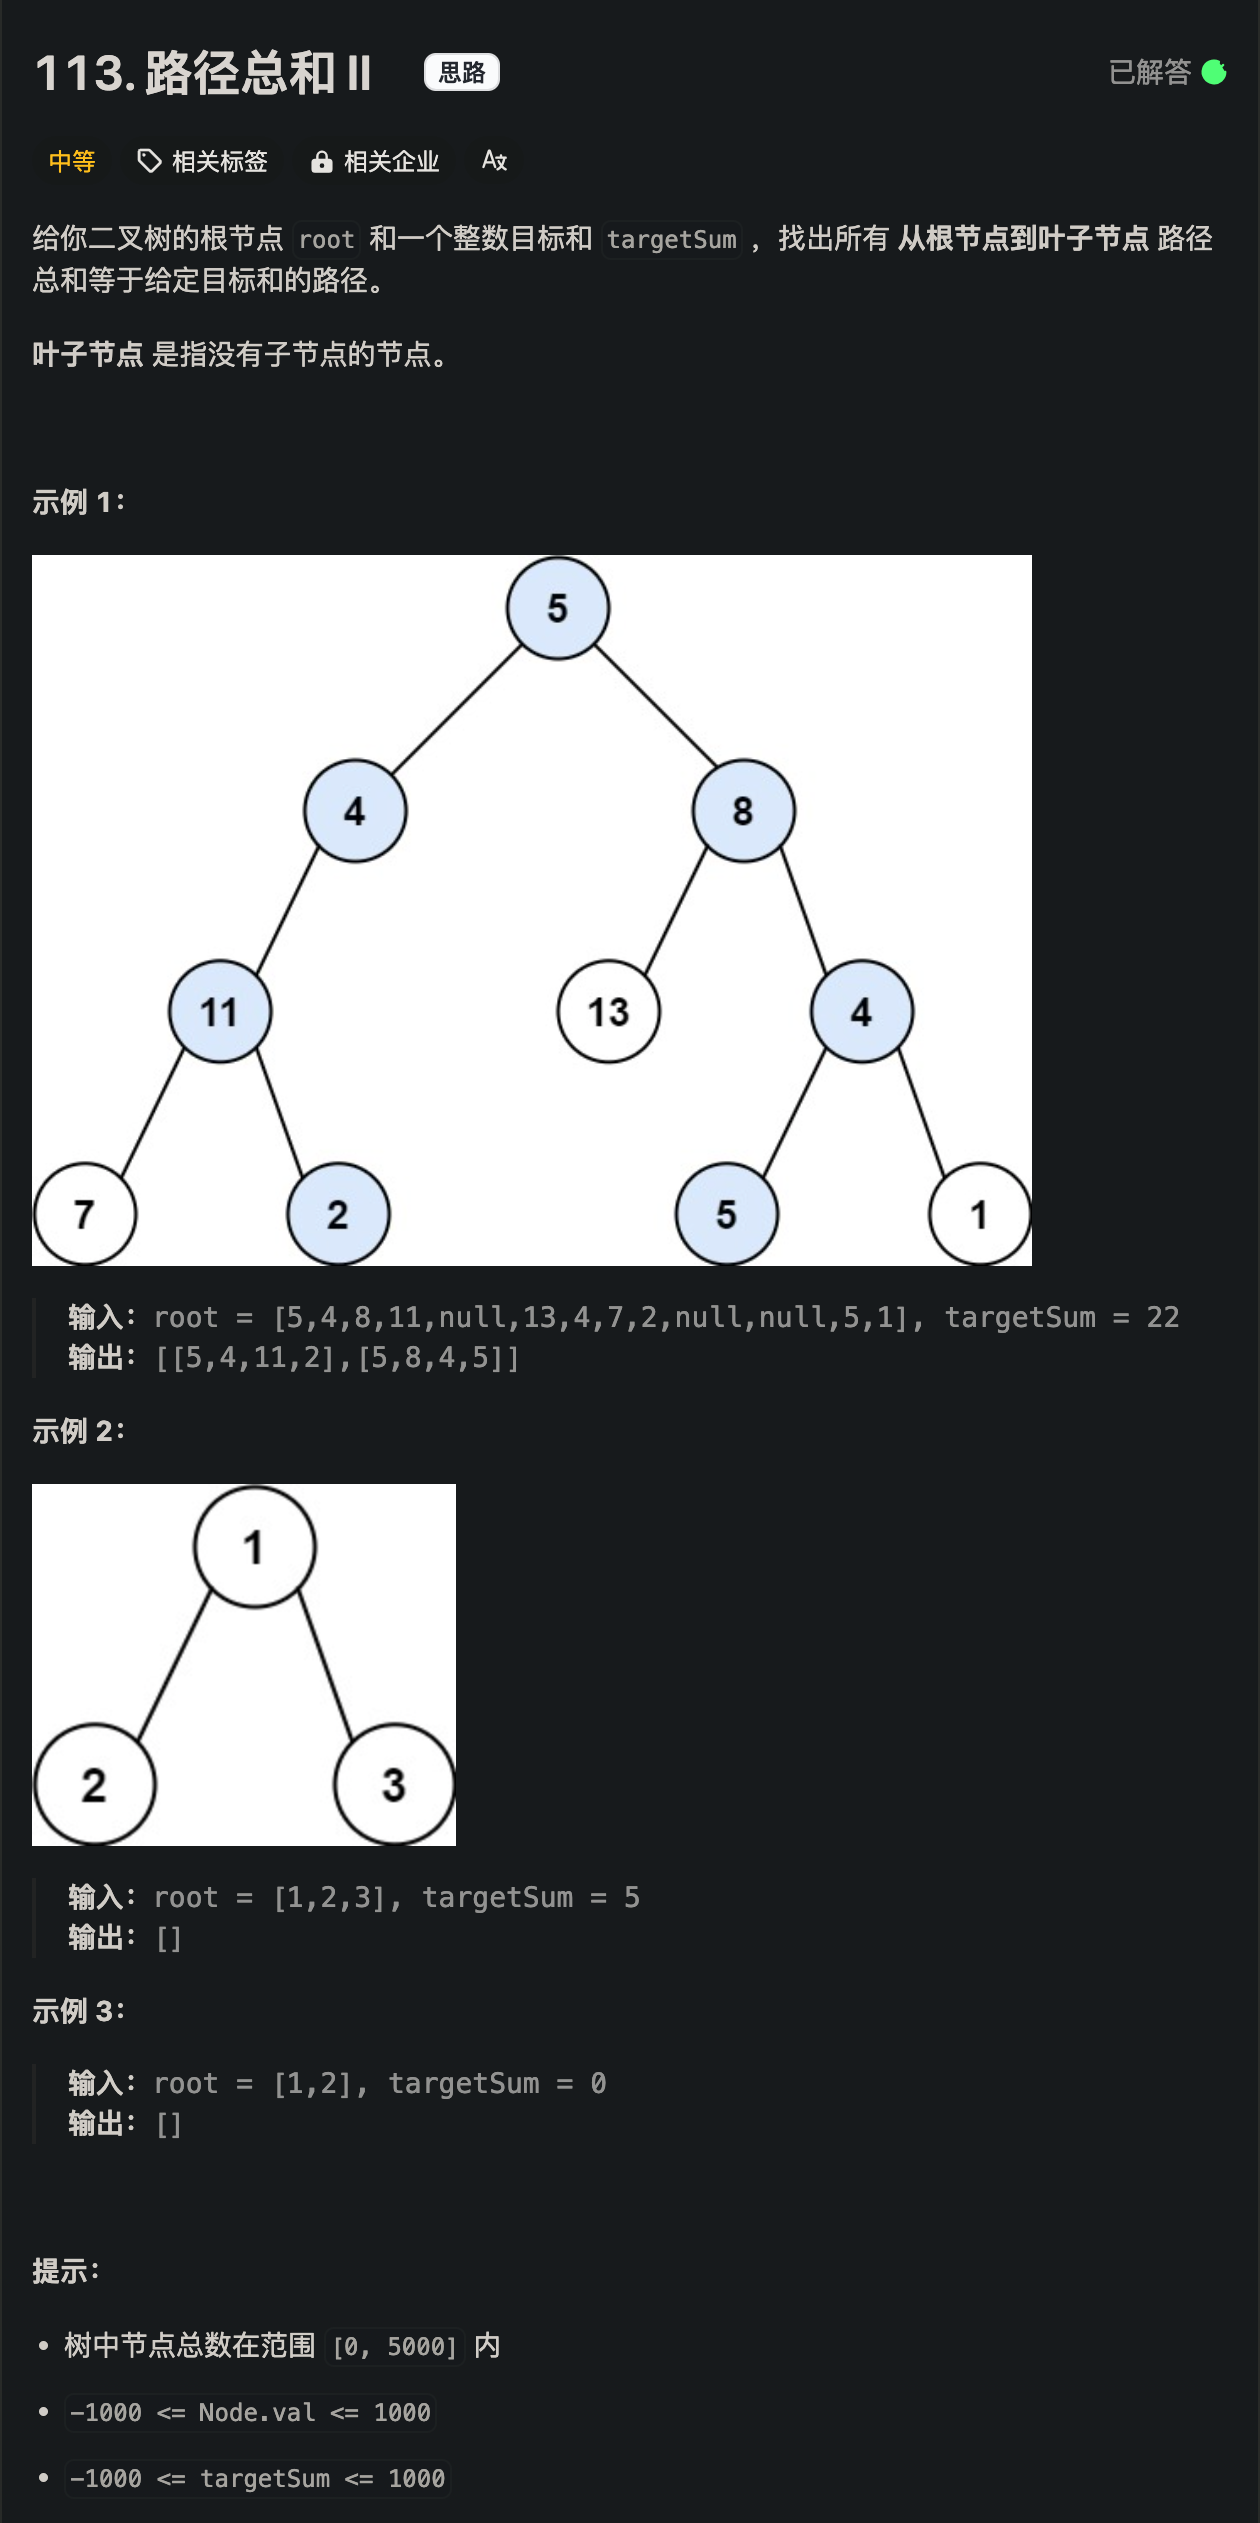 113. 路径总和 II 思路 已解答
中等 相关标签 相关企业
给你二叉树的根节点 root 和一个整数目标和 targetSum ，找出所有 从根节点到叶子节点 路径
总和等于给定目标和的路径。
叶子节点 是指没有子节点的节点。
示例 1：
5
4 8
11 13 4
7 2 5 1
输入：root = [5,4,8,11,null,13,4,7,2,null,null,5,1], targetSum = 22
输出：[[5,4,11,2],[5,8,4,5]]
示例 2：
1
2 3
输入：root = [1,2,3], targetSum = 5
输出：[]
示例 3：
输入：root = [1,2], targetSum = 0
输出：[]
提示：
• 树中节点总数在范围 [0, 5000] 内
• -1000 <= Node.val <= 1000
• -1000 <= targetSum <= 1000